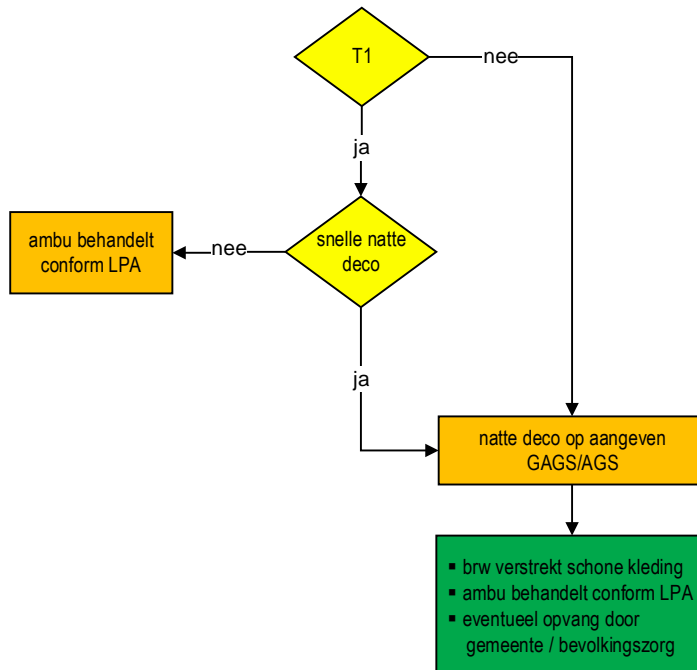 T1
nee
ja
snelle natte
deco
nee
ambu behandelt
conform LPA
ja
natte deco op aangeven
GAGS/AGS
▪ brw verstrekt schone kleding
▪ ambu behandelt conform LPA
▪ eventueel opvang door
gemeente / bevolkingszorg